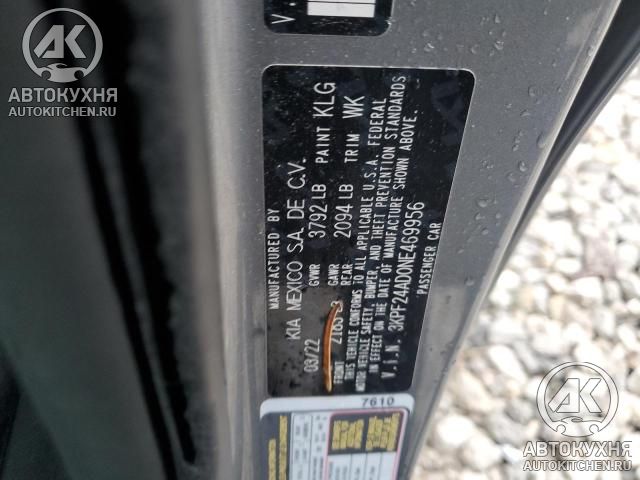 АВТОКУХНЯ
AUTOKITCHEN.RU
V.
MANUFACTURED BY
KIA MEXICO S.A. DE C.V.
03/22 GVWR 3792 LB PAINT KLG
FRONT GAWR REAR 2094 LB TRIM WK
THIS VEHICLE CONFORMS TO ALL APPLICABLE U.S.A. FEDERAL
MOTOR VEHICLE SAFETY, BUMPER, AND THEFT PREVENTION STANDARDS
IN EFFECT ON THE DATE OF MANUFACTURE SHOWN ABOVE.
V.I.N. 3KPF24AD0NE469956
PASSENGER CAR
7610
АВТОКУХНЯ
AUTOKITCHEN.RU